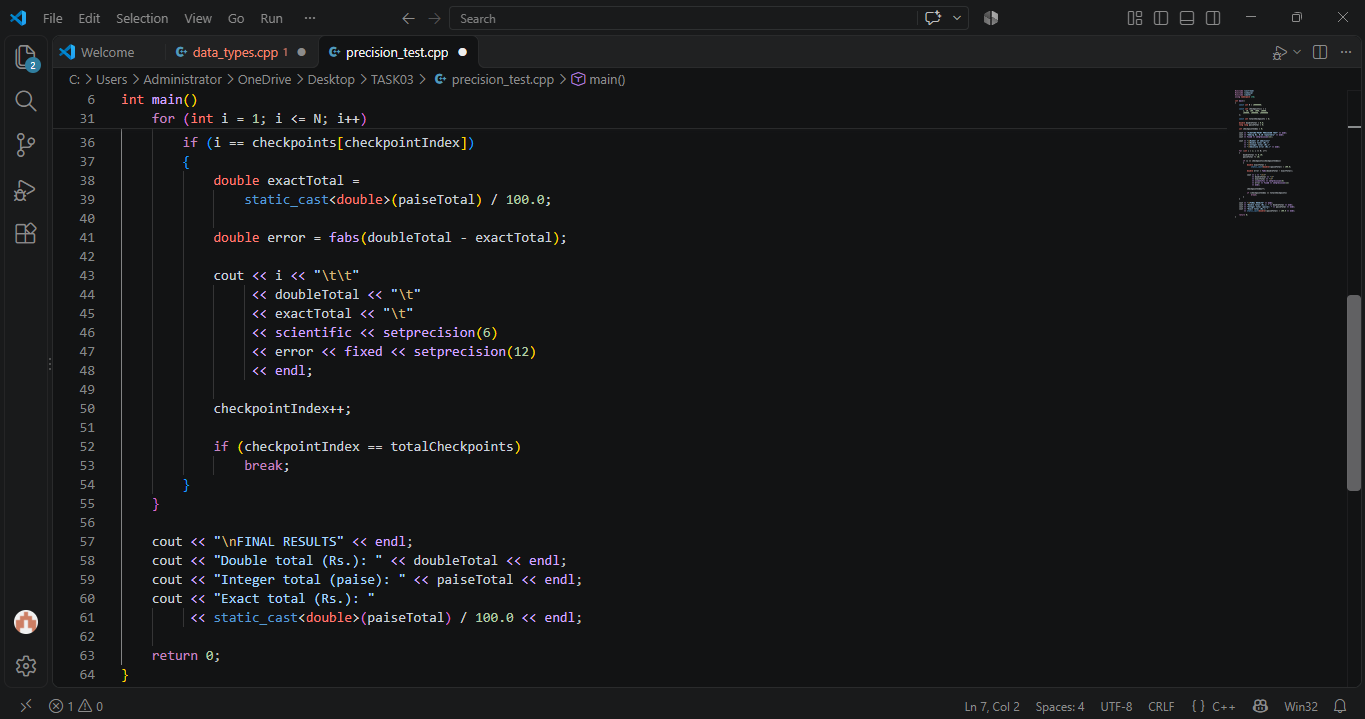 File Edit Selection View Go Run ··· Search
Welcome data_types.cpp 1 precision_test.cpp
C: > Users > Administrator > OneDrive > Desktop > TASK03 > precision_test.cpp > main()
2
6 int main()
31 for (int i = 1; i <= N; i++)
36 if (i == checkpoints[checkpointIndex])
37 {
38 double exactTotal =
39 static_cast<double>(paiseTotal) / 100.0;
40
41 double error = fabs(doubleTotal - exactTotal);
42
43 cout << i << "\t\t"
44 << doubleTotal << "\t"
45 << exactTotal << "\t"
46 << scientific << setprecision(6)
47 << error << fixed << setprecision(12)
48 << endl;
49
50 checkpointIndex++;
51
52 if (checkpointIndex == totalCheckpoints)
53 break;
54 }
55 }
56
57 cout << "\nFINAL RESULTS" << endl;
58 cout << "Double total (Rs.): " << doubleTotal << endl;
59 cout << "Integer total (paise): " << paiseTotal << endl;
60 cout << "Exact total (Rs.): "
61 << static_cast<double>(paiseTotal) / 100.0 << endl;
62
63 return 0;
64 }
1 0 Ln 7, Col 2 Spaces: 4 UTF-8 CRLF {} C++ Win32